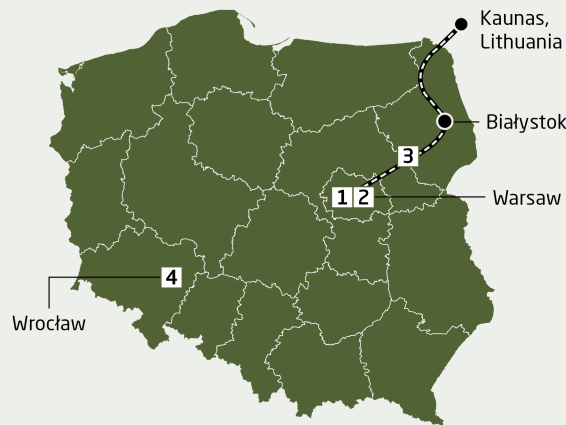 Kaunas,
Lithuania
Białystok
3
1 2
Warsaw
4
Wrocław